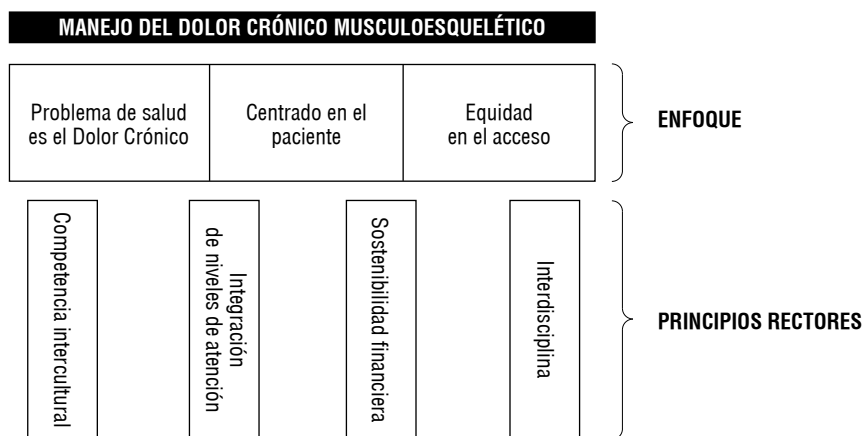 MANEJO DEL DOLOR CRÓNICO MUSCULOESQUELÉTICO
Problema de salud
es el Dolor Crónico
Centrado en el
paciente
Equidad
en el acceso
ENFOQUE
Competencia intercultural
Integración
de niveles de atención
Sostenibilidad financiera
Interdisciplina
PRINCIPIOS RECTORES